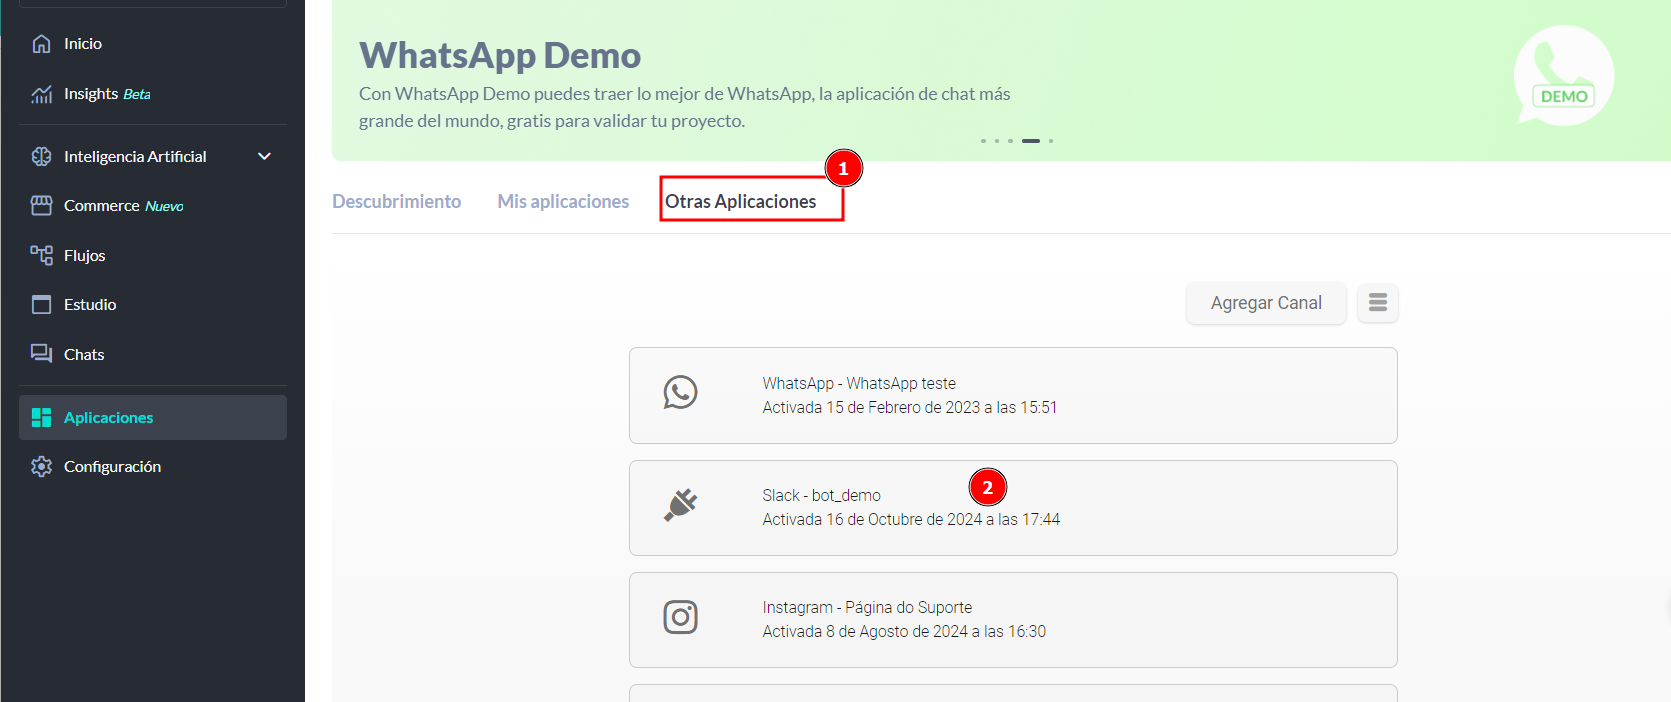 Inicio
Insights Beta
Inteligencia Artificial
Commerce Nuevo
Flujos
Estudio
Chats
Aplicaciones
Configuración
WhatsApp Demo
Con WhatsApp Demo puedes traer lo mejor de WhatsApp, la aplicación de chat más
grande del mundo, gratis para validar tu proyecto.
DEMO
1
Descubrimiento Mis aplicaciones Otras Aplicaciones
Agregar Canal
WhatsApp - WhatsApp teste
Activada 15 de Febrero de 2023 a las 15:51
2
Slack - bot_demo
Activada 16 de Octubre de 2024 a las 17:44
Instagram - Página do Suporte
Activada 8 de Agosto de 2024 a las 16:30